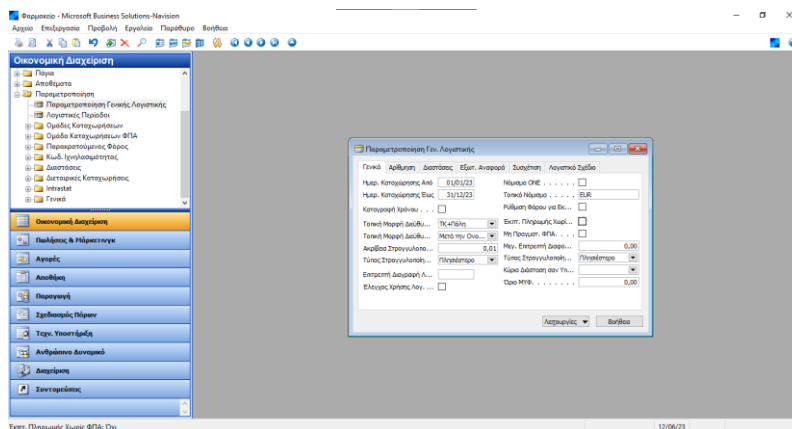 Φαρμακείο - Microsoft Business Solutions-Navision
Αρχείο Επεξεργασία Προβολή Εργαλεία Παράθυρο Βοήθεια
Οικονομική Διαχείριση
Πάγια
Αποθέματα
Παραμετροποίηση
Παραμετροποίηση Γενικής Λογιστικής
Λογιστικές Περίοδοι
Ομάδες Καταχωρήσεων
Ομάδα Καταχωρήσεων ΦΠΑ
Παρακρατούμενος Φόρος
Κωδ. Ιχνηλασιμότητας
Διαστάσεις
Διεταιρικές Καταχωρήσεις
Intrastat
Γενικά
Οικονομική Διαχείριση
Πωλήσεις & Μάρκετινγκ
Αγορές
Αποθήκη
Παραγωγή
Σχεδιασμός Πόρων
Τεχν. Υποστήριξη
Ανθρώπινο Δυναμικό
Διαχείριση
Συντομεύσεις
Παραμετροποίηση Γεν. Λογιστικής
Γενικά Αρίθμηση Διαστάσεις Εξωτ. Αναφορά Συσχέτιση Λογιστικό Σχέδιο
Ημερ. Καταχώρησης Από 01/01/23
Ημερ. Καταχώρησης Έως 31/12/23
Καταγραφή Χρόνου . . .
Τοπική Μορφή Διεύθυ... ΤΚ+Πόλη
Τοπική Μορφή Διεύθυ... Μετά την Ονο...
Ακρίβεια Στρογγυλοπο... 0,01
Τύπος Στρογγυλοποίη... Πλησιέστερο
Επιτρεπτή Διαγραφή Λ...
Έλεγχος Χρήσης Λογ. ...
Νόμισμα ΟΝΕ . . . . . .
Τοπικό Νόμισμα . . . . . EUR
Ρύθμιση Φόρου για Εκ...
Έκπτ. Πληρωμής Χωρί...
Μη Πραγματ. ΦΠΑ. . . .
Μεγ. Επιτρεπτή Διαφο... 0,00
Τύπος Στρογγυλοποίη... Πλησιέστερο
Κύρια Διάσταση σαν Υπ...
Όριο ΜΥΦ. . . . . . . . 0,00
Λειτουργίες Βοήθεια
Έκπτ. Πληρωμής Χωρίς ΦΠΑ: Όχι 12/06/23